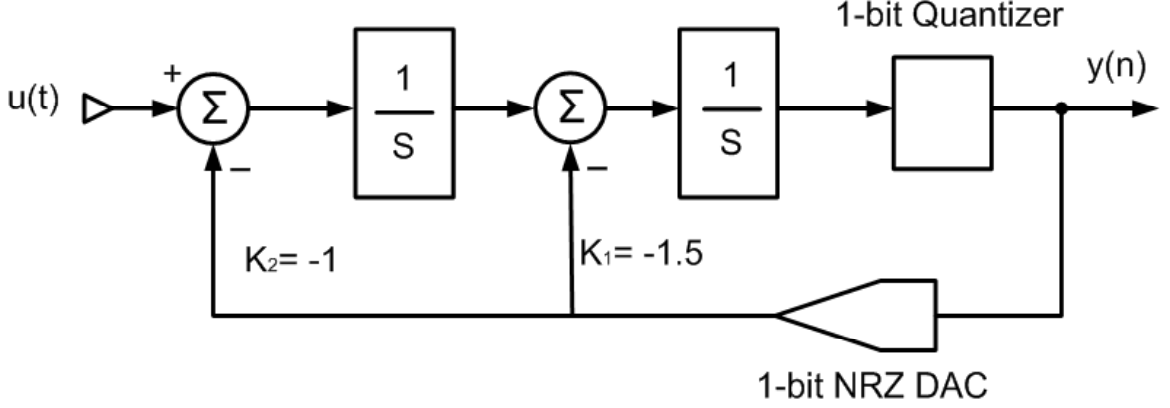 1-bit Quantizer
u(t)
+
Σ
1
S
Σ
1
S
y(n)
−
−
K₂= -1
K₁= -1.5
1-bit NRZ DAC